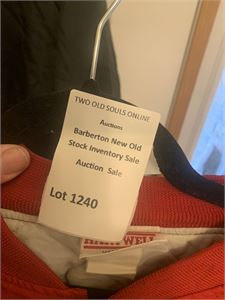 TWO OLD SOULS ONLINE
Auctions
Barberton New Old
Stock Inventory Sale
Auction Sale
Lot 1240